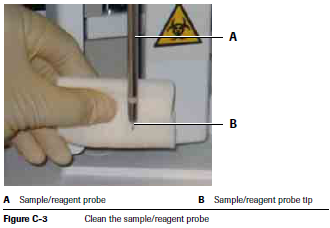 A
B
A Sample/reagent probe B Sample/reagent probe tip
Figure C-3 Clean the sample/reagent probe